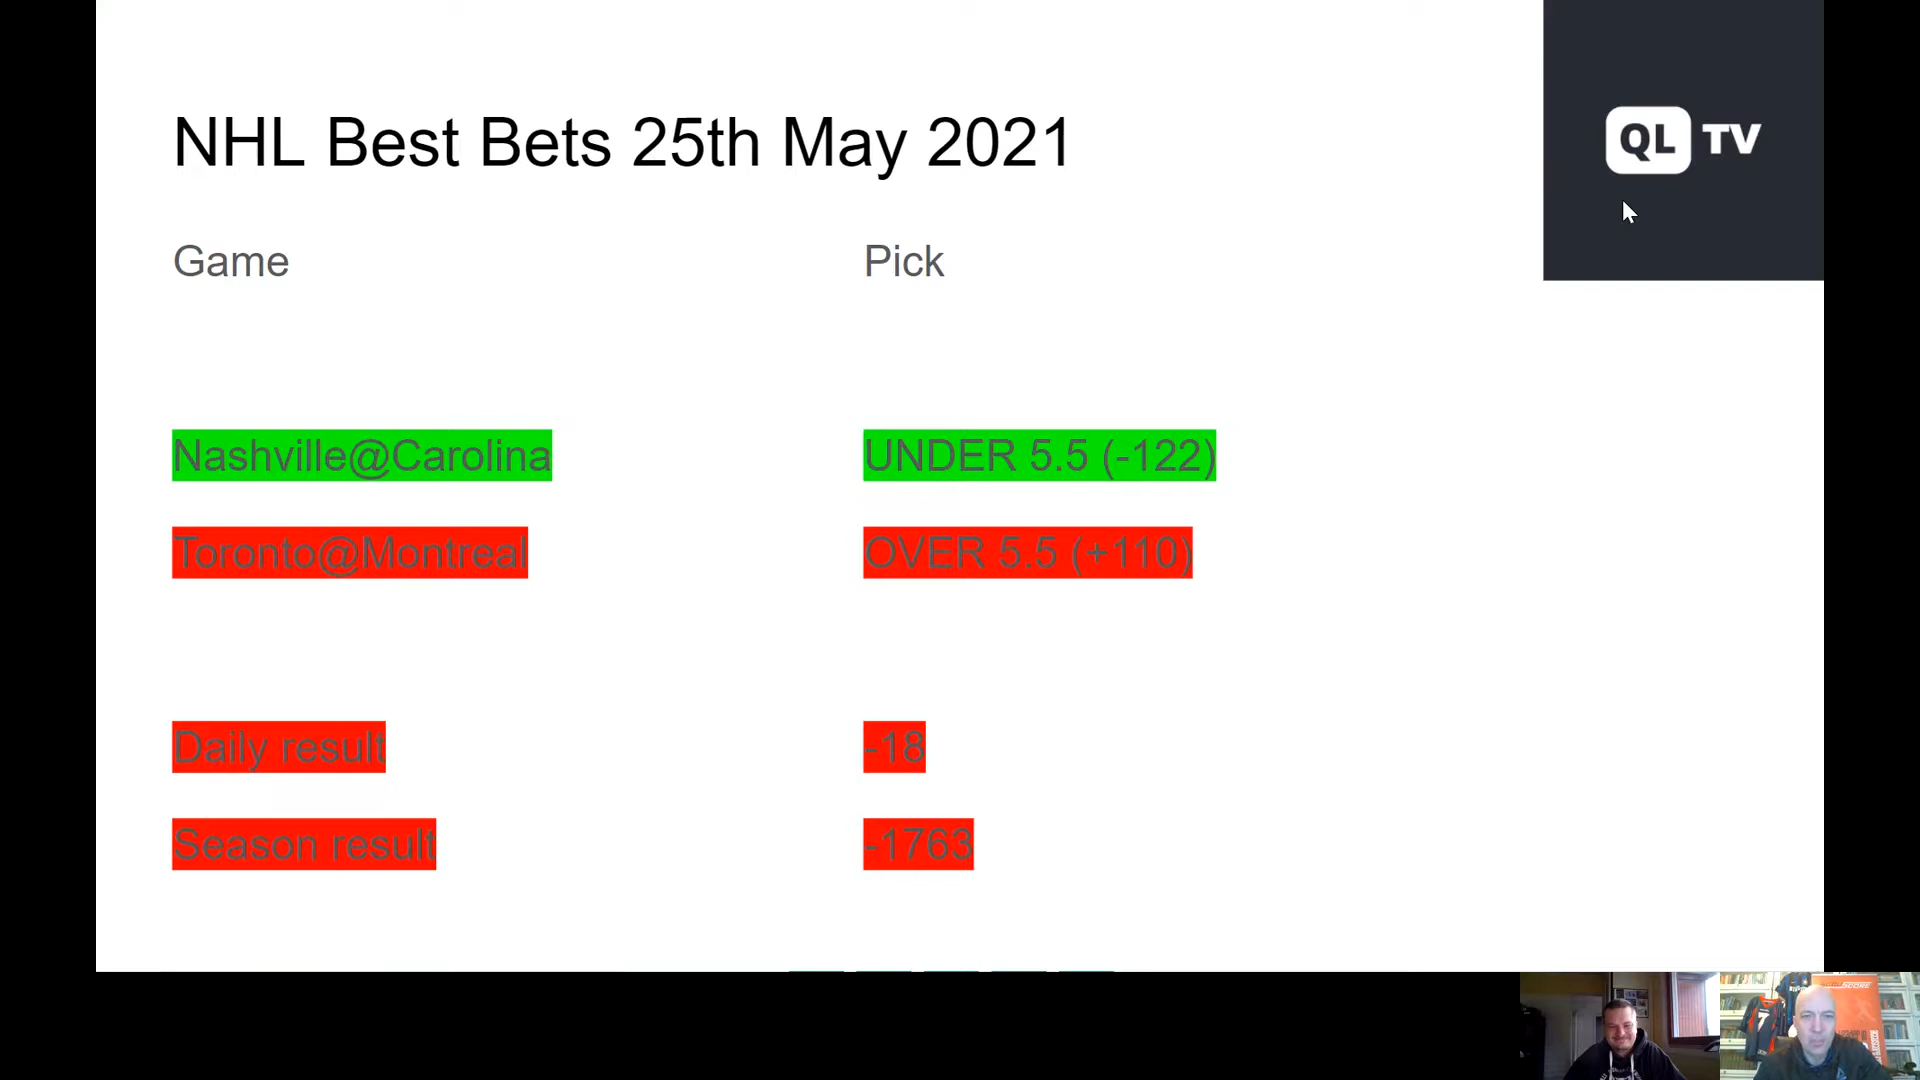 NHL Best Bets 25th May 2021
QL TV
Game Pick
Nashville@Carolina UNDER 5.5 (-122)
Toronto@Montreal OVER 5.5 (+110)
Daily result -18
Season result -1763